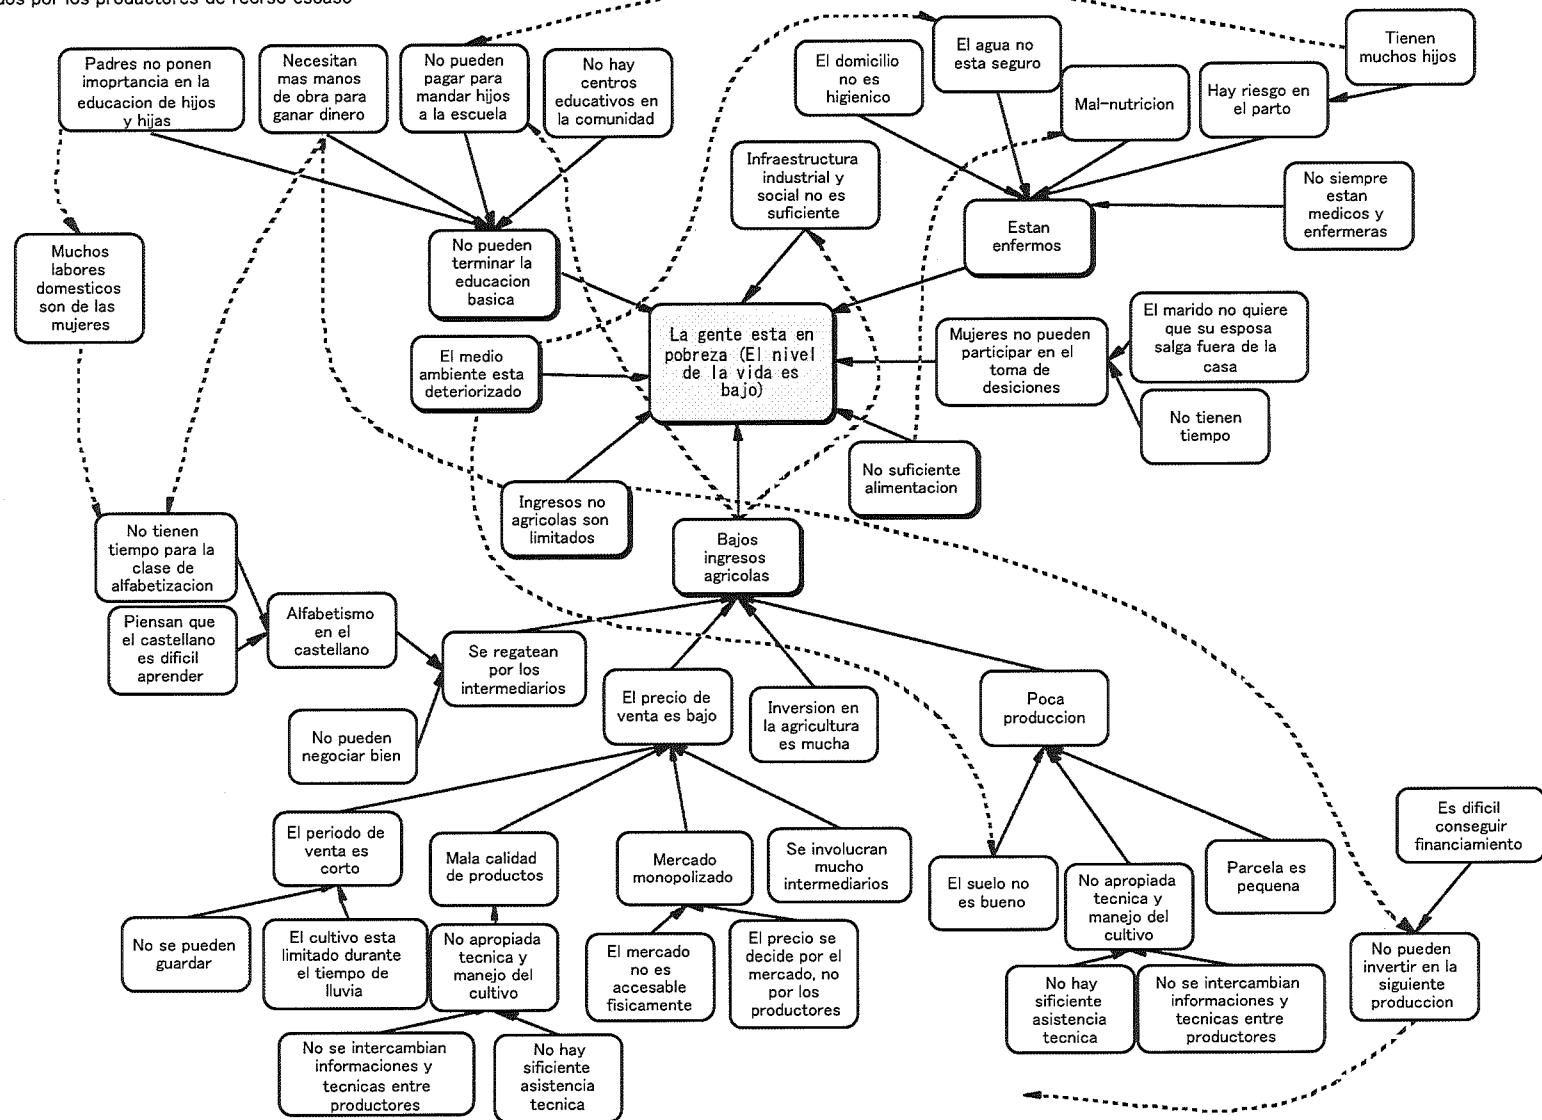 dos por los productores de reorso escaso
Padres no ponen
imoprtancia en la
educacion de hijos
y hijas
Necesitan
mas manos
de obra para
ganar dinero
No pueden
pagar para
mandar hijos
a la escuela
No hay
centros
educativos en
la comunidad
El domicilio
no es
higienico
El agua no
esta seguro
Mal-nutricion
Hay riesgo en
el parto
Tienen
muchos hijos
Infraestructura
industrial y
social no es
suficiente
No siempre
estan
medicos y
enfermeras
Estan
enfermos
Muchos
labores
domesticos
son de las
mujeres
No pueden
terminar la
educacion
basica
El medio
ambiente esta
deteriorizado
La gente esta en
pobreza (El nivel
de la vida es
bajo)
Mujeres no pueden
participar en el
toma de
desiciones
El marido no quiere
que su esposa
salga fuera de la
casa
No tienen
tiempo
No suficiente
alimentacion
Ingresos no
agricolas son
limitados
Bajos
ingresos
agricolas
No tienen
tiempo para la
clase de
alfabetizacion
Piensan que
el castellano
es dificil
aprender
Alfabetismo
en el
castellano
Se regatean
por los
intermediarios
No pueden
negociar bien
El precio de
venta es bajo
Inversion en
la agricultura
es mucha
Poca
produccion
El periodo de
venta es
corto
Mala calidad
de productos
Mercado
monopolizado
Se involucran
mucho
intermediarios
El suelo no
es bueno
No apropiada
tecnica y
manejo del
cultivo
Parcela es
pequena
Es dificil
conseguir
financiamiento
No se pueden
guardar
El cultivo esta
limitado durante
el tiempo de
lluvia
No apropiada
tecnica y
manejo del
cultivo
El mercado
no es
accesable
fisicamente
El precio se
decide por el
mercado, no
por los
productores
No hay
sificiente
asistencia
tecnica
No se intercambian
informaciones y
tecnicas entre
productores
No pueden
invertir en la
siguiente
produccion
No se intercambian
informaciones y
tecnicas entre
productores
No hay
sificiente
asistencia
tecnica